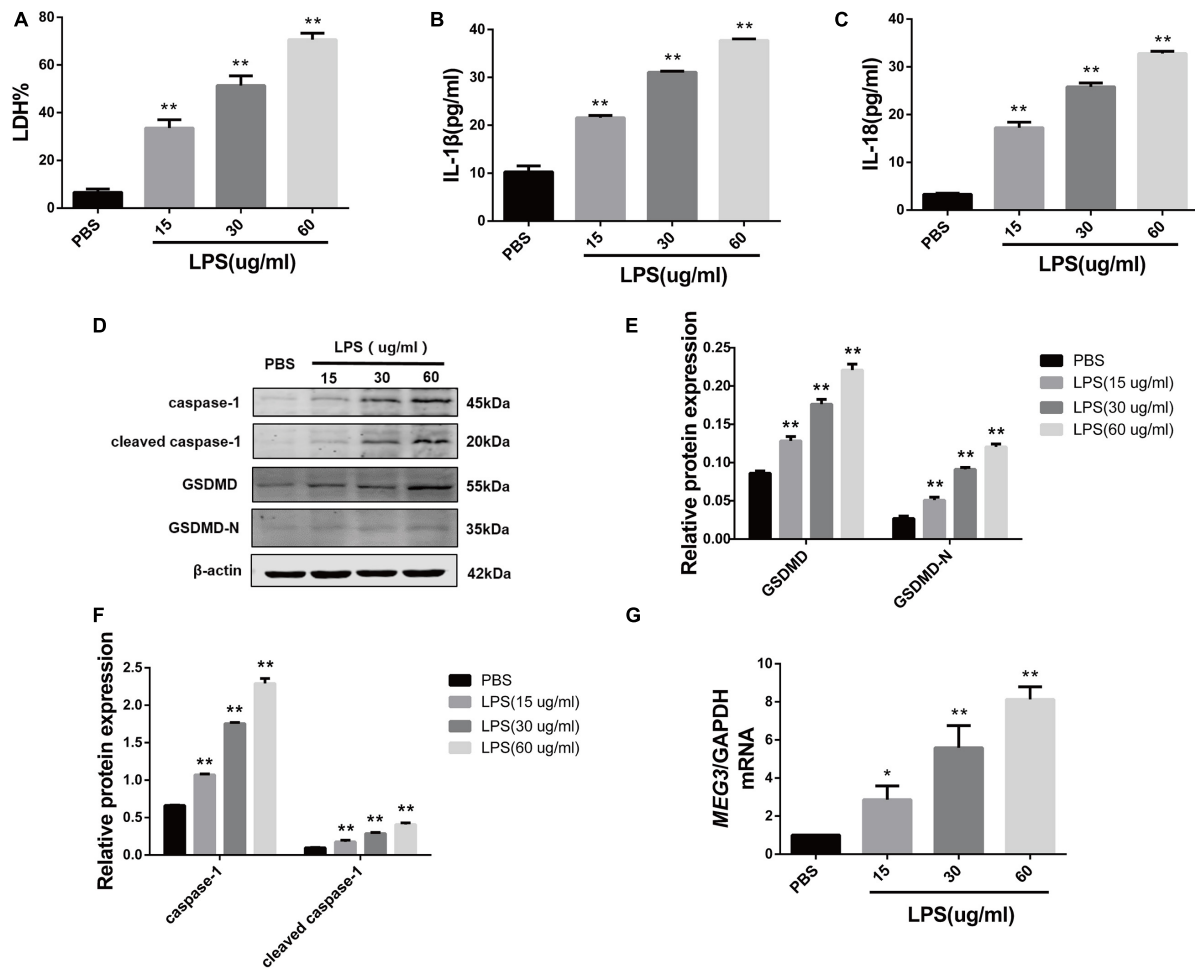 A
LDH%
80
60
40
20
0
**
**
**
PBS
15
30
60
LPS(ug/ml)
B
IL-1β(pg/ml)
40
30
20
10
0
**
**
**
PBS
15
30
60
LPS(ug/ml)
C
IL-18(pg/ml)
40
30
20
10
0
**
**
**
PBS
15
30
60
LPS(ug/ml)
D
LPS ( ug/ml )
PBS 15 30 60
caspase-1 45kDa
cleaved caspase-1 20kDa
GSDMD 55kDa
GSDMD-N 35kDa
β-actin 42kDa
E
Relative protein expression
0.25
0.20
0.15
0.10
0.05
0.00
**
**
**
**
**
**
GSDMD
GSDMD-N
PBS
LPS(15 ug/ml)
LPS(30 ug/ml)
LPS(60 ug/ml)
F
Relative protein expression
2.5
2.0
1.5
1.0
0.5
0.0
**
**
**
**
**
**
caspase-1
cleaved caspase-1
PBS
LPS(15 ug/ml)
LPS(30 ug/ml)
LPS(60 ug/ml)
G
MEG3/GAPDH
mRNA
10
8
6
4
2
0
*
**
**
PBS
15
30
60
LPS(ug/ml)